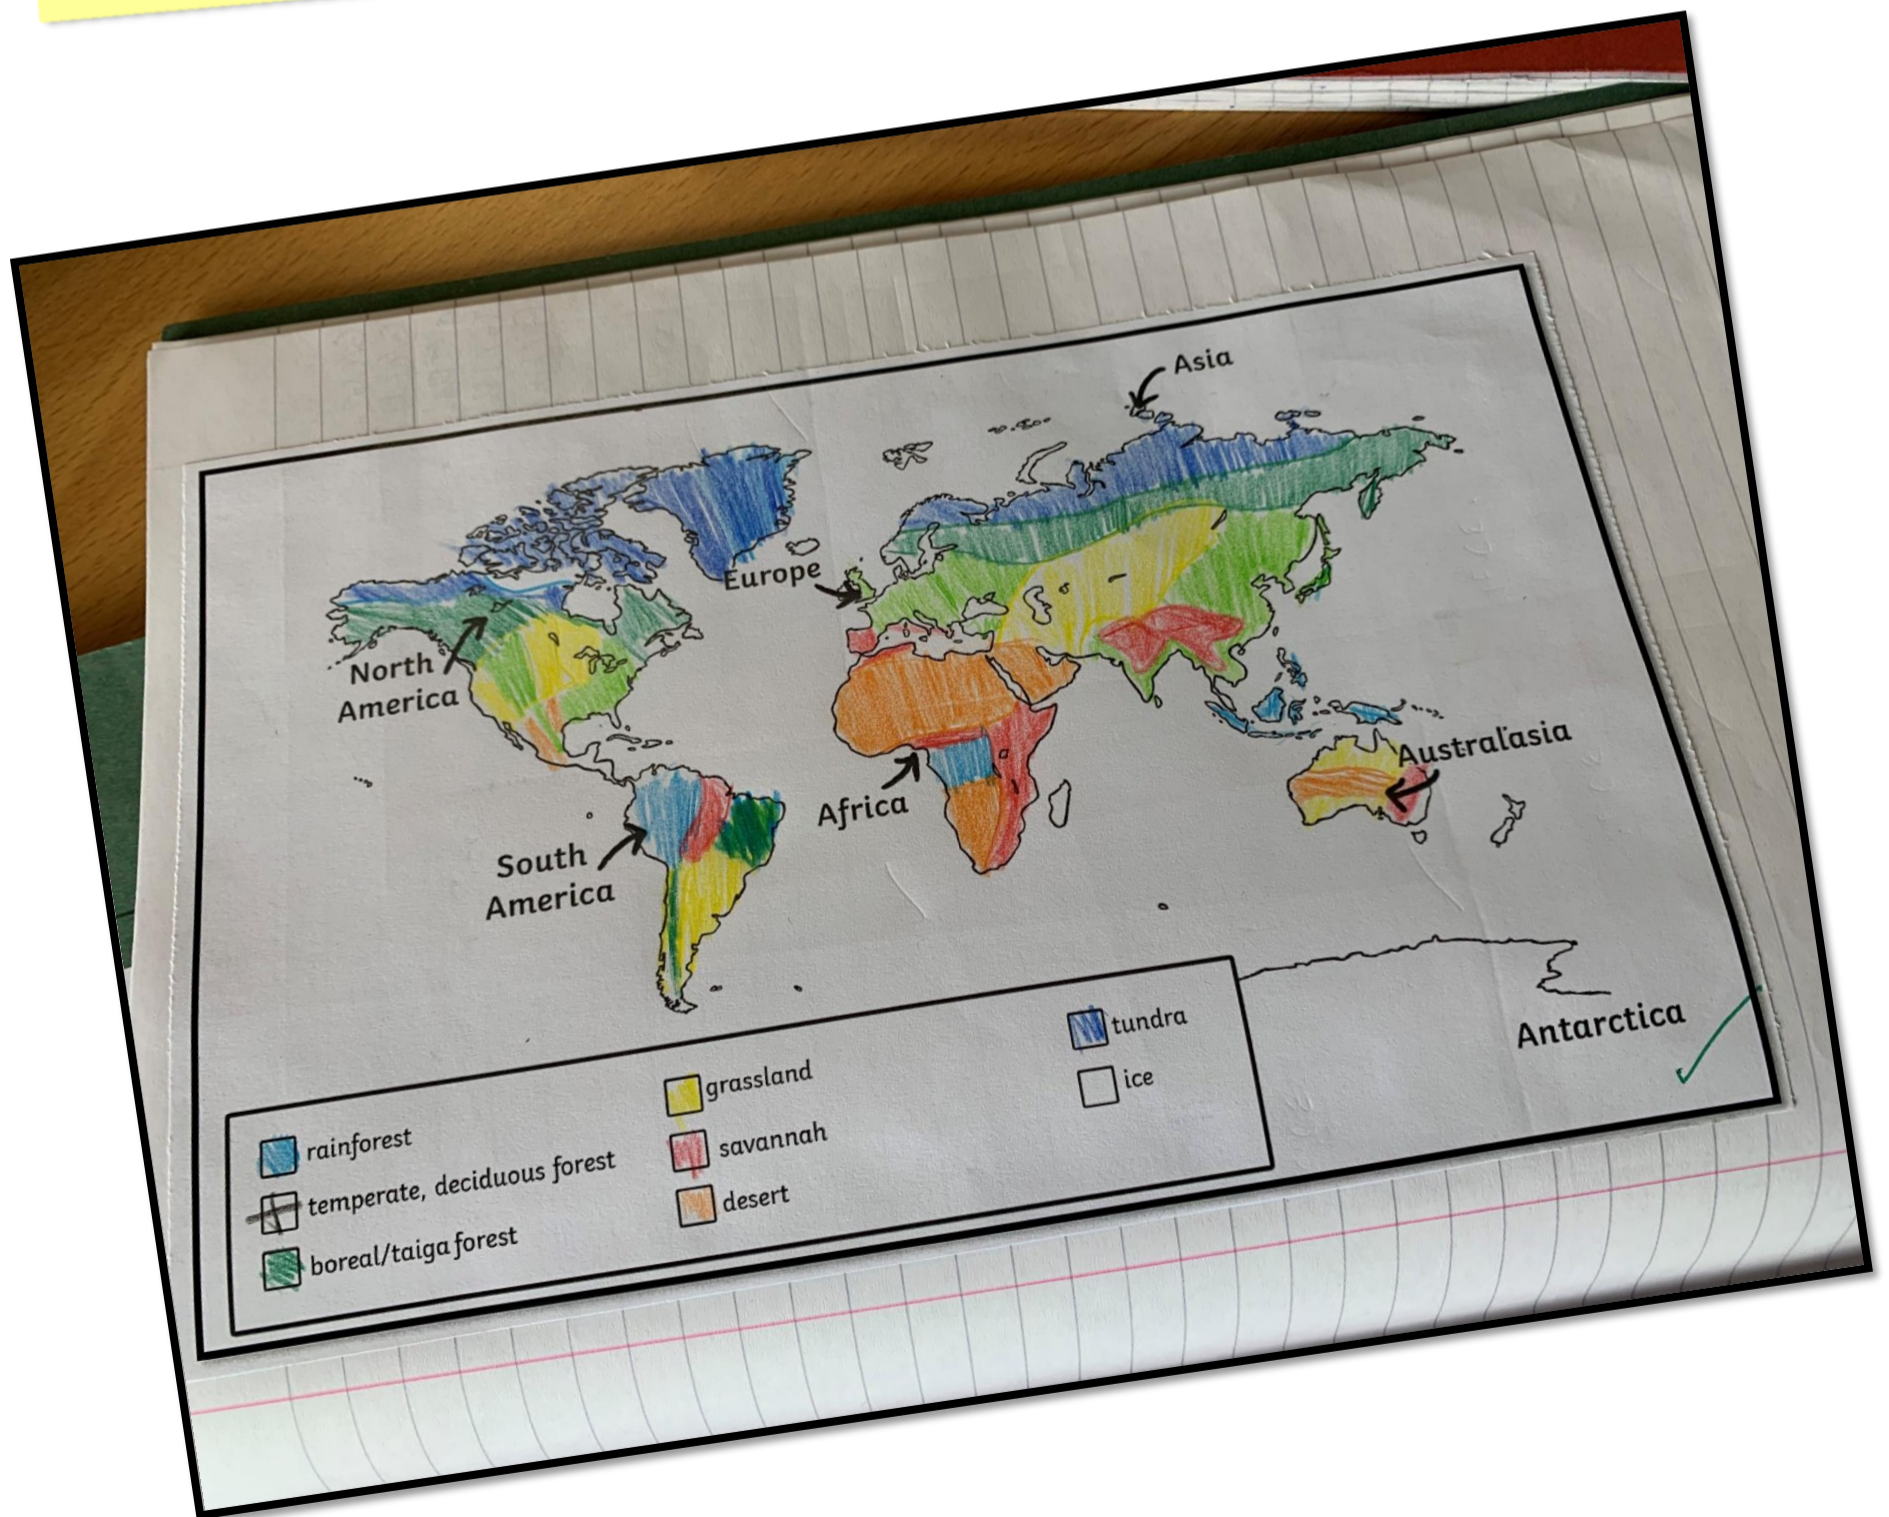 Asia
Europe
North
America
Australasia
Africa
South
America
Antarctica
rainforest
temperate, deciduous forest
boreal/taiga forest
grassland
savannah
desert
tundra
ice